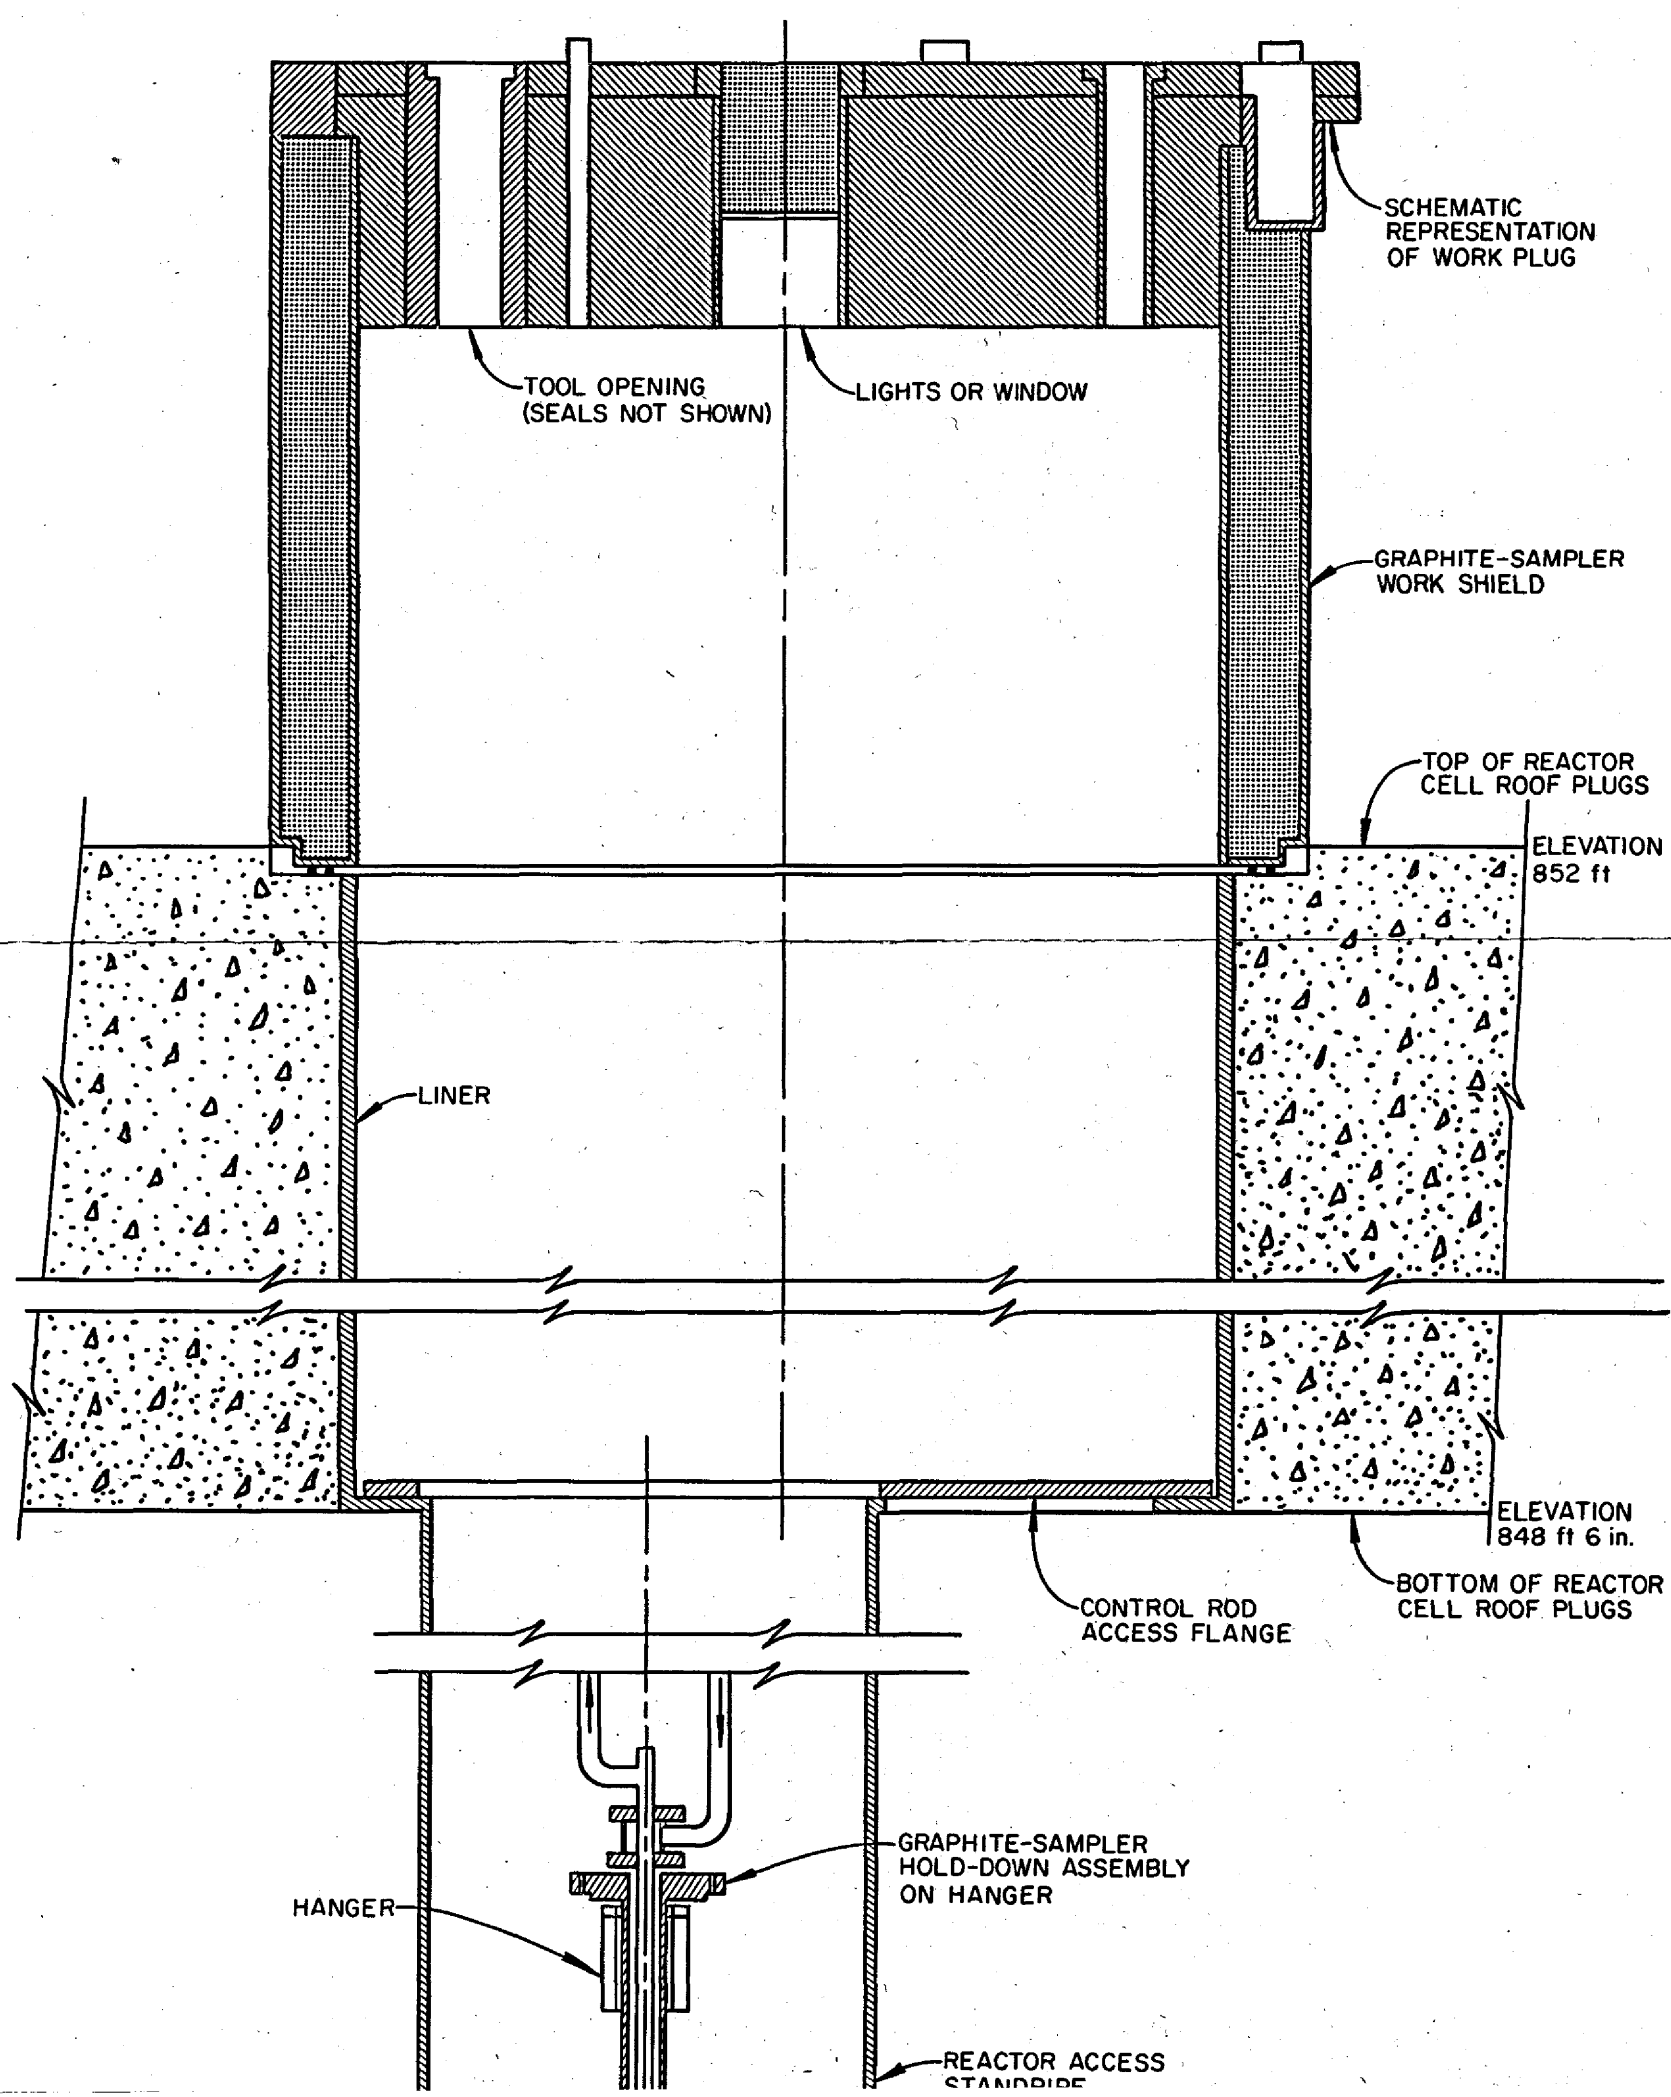 SCHEMATIC
REPRESENTATION
OF WORK PLUG
TOOL OPENING
(SEALS NOT SHOWN)
LIGHTS OR WINDOW
GRAPHITE-SAMPLER
WORK SHIELD
TOP OF REACTOR
CELL ROOF PLUGS
ELEVATION
852 ft
LINER
ELEVATION
848 ft 6 in.
BOTTOM OF REACTOR
CELL ROOF PLUGS
CONTROL ROD
ACCESS FLANGE
GRAPHITE-SAMPLER
HOLD-DOWN ASSEMBLY
ON HANGER
HANGER
REACTOR ACCESS
STANDPIPE